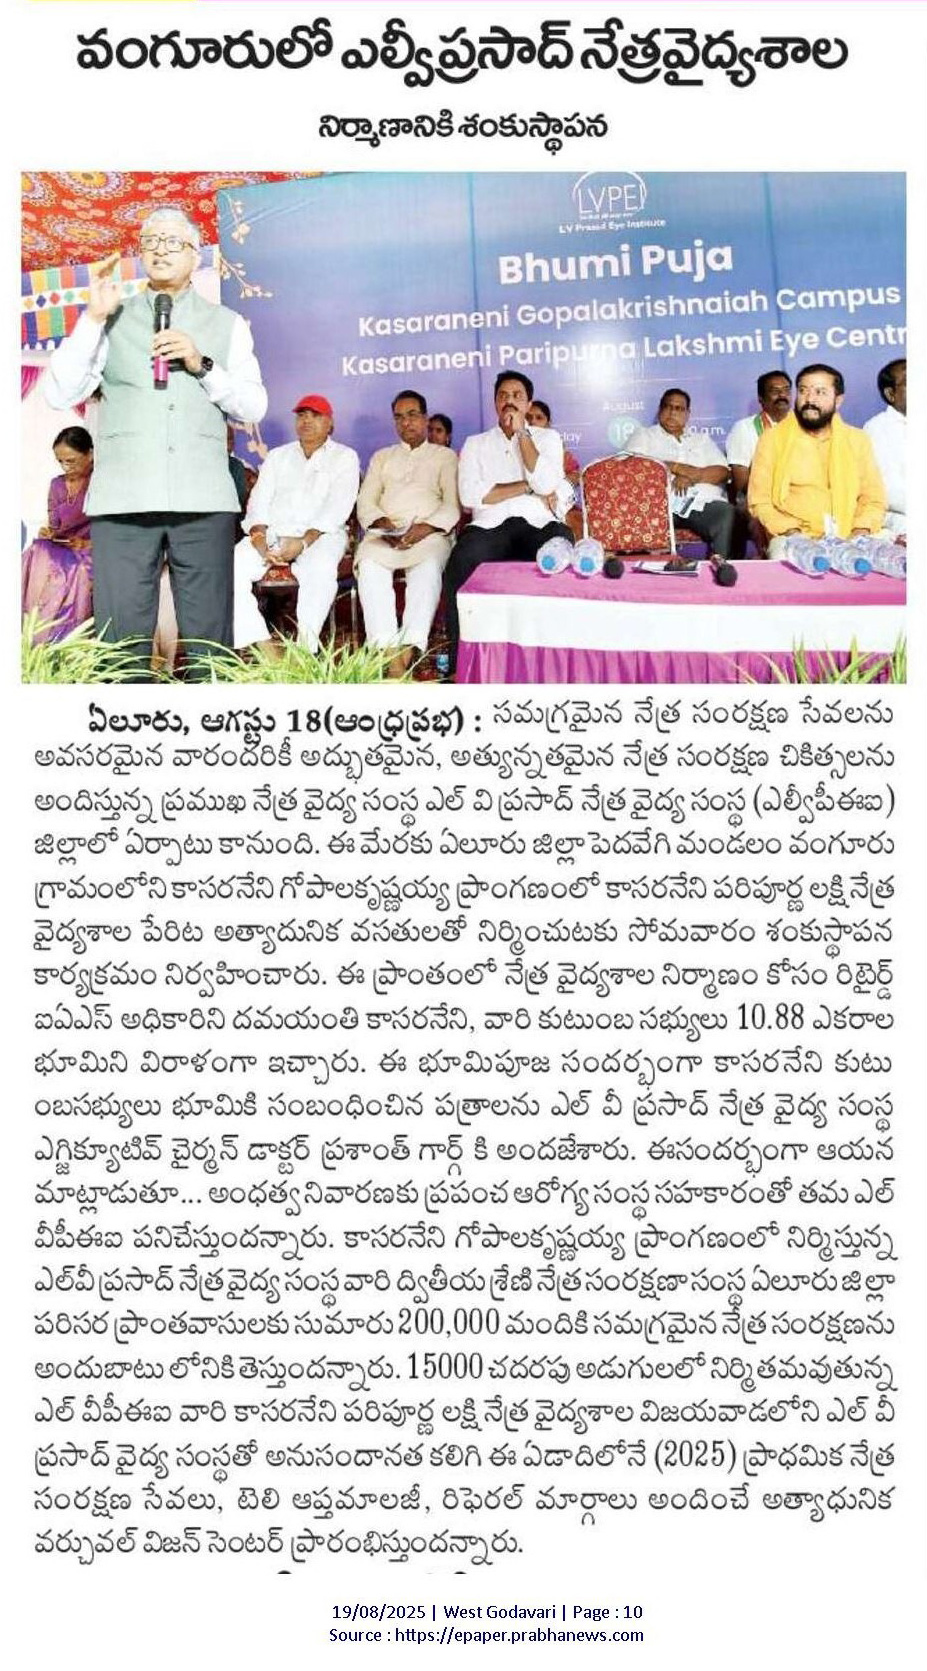 వంగూరులో ఎల్వీప్రసాద్ నేత్రవైద్యశాల
నిర్మాణానికి శంకుస్థాపన
LVPEI
LV Prasad Eye Institute
Bhumi Puja
Kasaraneni Gopalakrishnaiah Campus
Kasaraneni Paripurna Lakshmi Eye Centr
August
day 18 a.m.
ఏలూరు, ఆగస్టు 18(ఆంధ్రప్రభ) : సమగ్రమైన నేత్ర సంరక్షణ సేవలను
అవసరమైన వారందరికీ అద్భుతమైన, అత్యున్నతమైన నేత్ర సంరక్షణ చికిత్సలను
అందిస్తున్న ప్రముఖ నేత్ర వైద్య సంస్థ ఎల్ వి ప్రసాద్ నేత్ర వైద్య సంస్థ (ఎల్వీపీఈఐ)
జిల్లాలో ఏర్పాటు కానుంది. ఈ మేరకు ఏలూరు జిల్లా పెదవేగి మండలం వంగూరు
గ్రామంలోని కాసరనేని గోపాలకృష్ణయ్య ప్రాంగణంలో కాసరనేని పరిపూర్ణ లక్ష్మి నేత్ర
వైద్యశాల పేరిట అత్యాదునిక వసతులతో నిర్మించుటకు సోమవారం శంకుస్థాపన
కార్యక్రమం నిర్వహించారు. ఈ ప్రాంతంలో నేత్ర వైద్యశాల నిర్మాణం కోసం రిటైర్డ్
ఐఏఎస్ అధికారిని దమయంతి కాసరనేని, వారి కుటుంబ సభ్యులు 10.88 ఎకరాల
భూమిని విరాళంగా ఇచ్చారు. ఈ భూమిపూజ సందర్భంగా కాసరనేని కుటు
ంబసభ్యులు భూమికి సంబంధించిన పత్రాలను ఎల్ వీ ప్రసాద్ నేత్ర వైద్య సంస్థ
ఎగ్జిక్యూటివ్ చైర్మన్ డాక్టర్ ప్రశాంత్ గార్గ్ కి అందజేశారు. ఈసందర్భంగా ఆయన
మాట్లాడుతూ... అంధత్వ నివారణకు ప్రపంచ ఆరోగ్య సంస్థ సహకారంతో తమ ఎల్
వీపీఈఐ పనిచేస్తుందన్నారు. కాసరనేని గోపాలకృష్ణయ్య ప్రాంగణంలో నిర్మిస్తున్న
ఎల్‌వీ ప్రసాద్ నేత్ర వైద్య సంస్థ వారి ద్వితీయ శ్రేణి నేత్ర సంరక్షణా సంస్థ ఏలూరు జిల్లా
పరిసర ప్రాంతవాసులకు సుమారు 200,000 మందికి సమగ్రమైన నేత్ర సంరక్షణను
అందుబాటు లోనికి తెస్తుందన్నారు. 15000 చదరపు అడుగులలో నిర్మితమవుతున్న
ఎల్ వీపీఈఐ వారి కాసరనేని పరిపూర్ణ లక్ష్మి నేత్ర వైద్యశాల విజయవాడలోని ఎల్ వీ
ప్రసాద్ వైద్య సంస్థతో అనుసందానత కలిగి ఈ ఏడాదిలోనే (2025) ప్రాధమిక నేత్ర
సంరక్షణ సేవలు, టెలి ఆప్తమాలజీ, రిఫెరల్ మార్గాలు అందించే అత్యాధునిక
వర్చువల్ విజన్ సెంటర్ ప్రారంభిస్తుందన్నారు.
19/08/2025 | West Godavari | Page : 10
Source : https://epaper.prabhanews.com